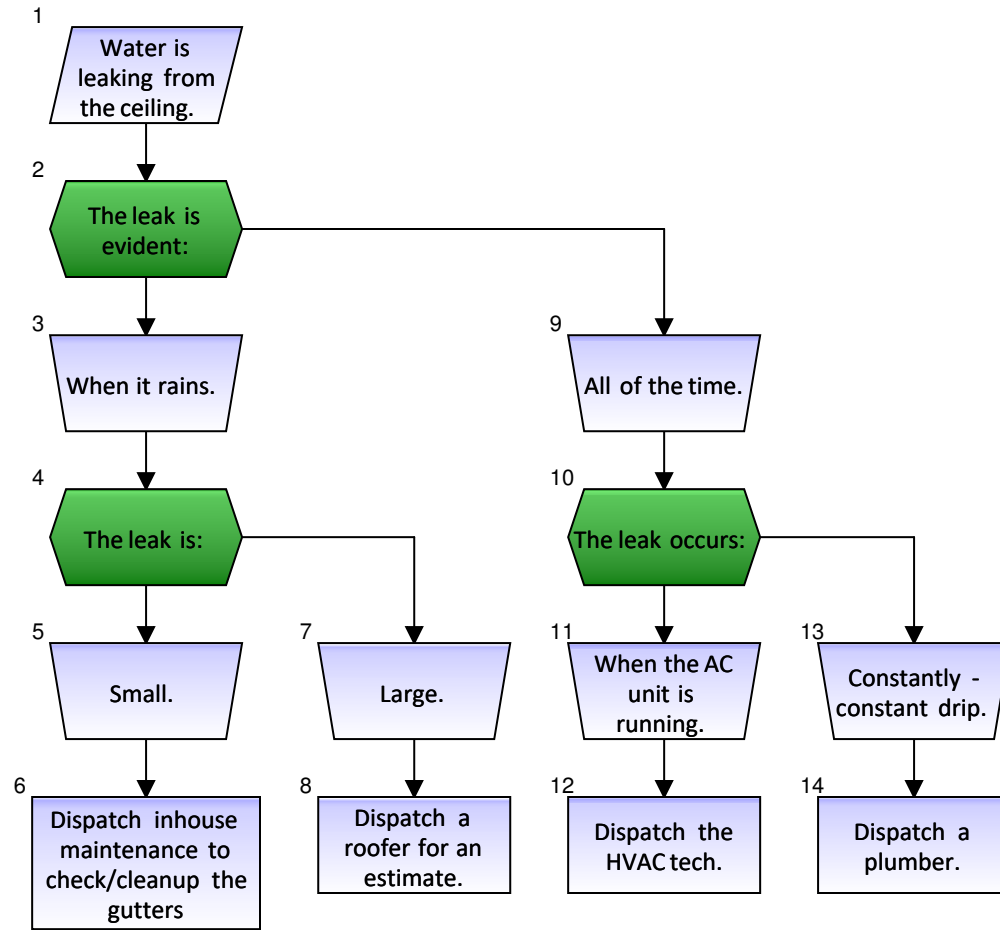 1
Water is
leaking from
the ceiling.
2
The leak is
evident:
3
When it rains.
4
The leak is:
5
Small.
6
Dispatch inhouse
maintenance to
check/cleanup the
gutters
7
Large.
8
Dispatch a
roofer for an
estimate.
9
All of the time.
10
The leak occurs:
11
When the AC
unit is
running.
12
Dispatch the
HVAC tech.
13
Constantly -
constant drip.
14
Dispatch a
plumber.